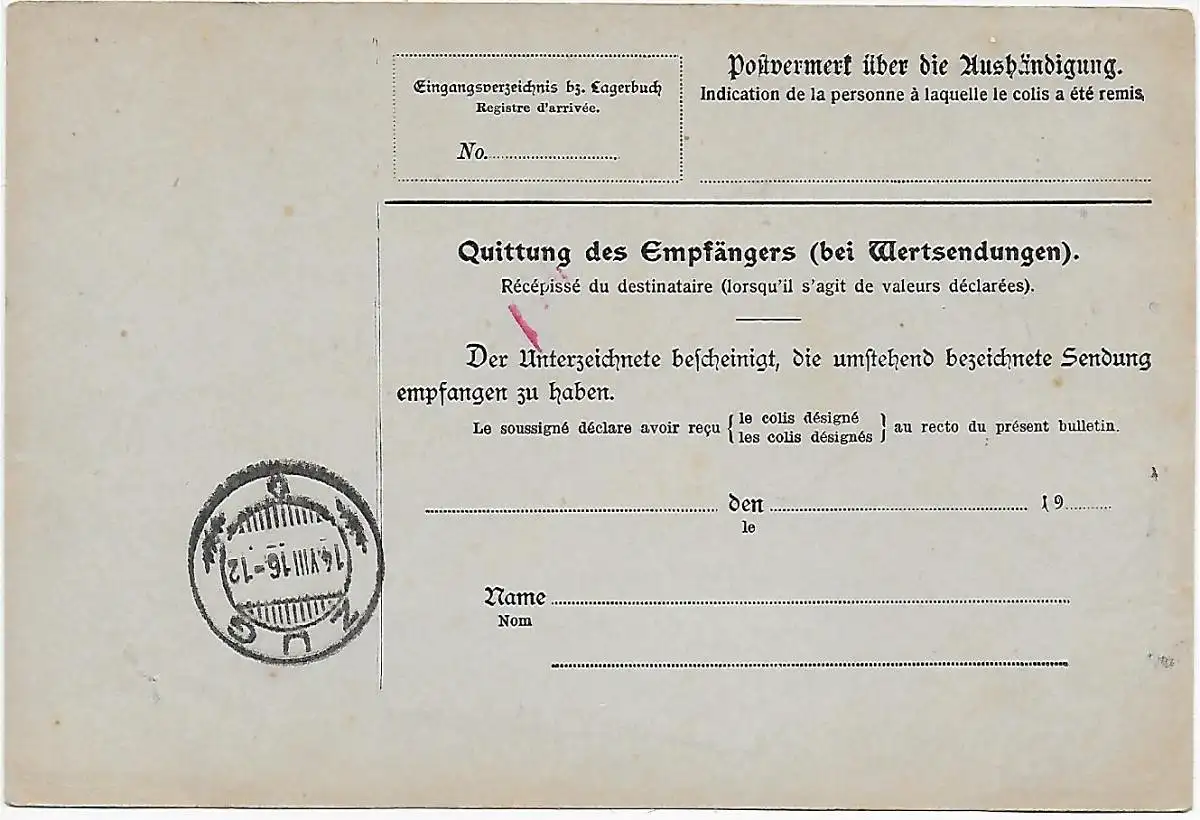 Eingangsverzeichnis bz. Lagerbuch
Registre d'arrivée.
No.
Postvermerk über die Aushändigung.
Indication de la personne à laquelle le colis a été remis,
Quittung des Empfängers (bei Wertsendungen).
Récépissé du destinataire (lorsqu'il s'agit de valeurs déclarées).
Der Unterzeichnete bescheinigt, die umstehend bezeichnete Sendung
empfangen zu haben.
Le soussigné déclare avoir reçu { le colis désigné
les colis désignés } au recto du présent bulletin.
den 19
le
Name
Nom
ZUG
14.VIII 16-12